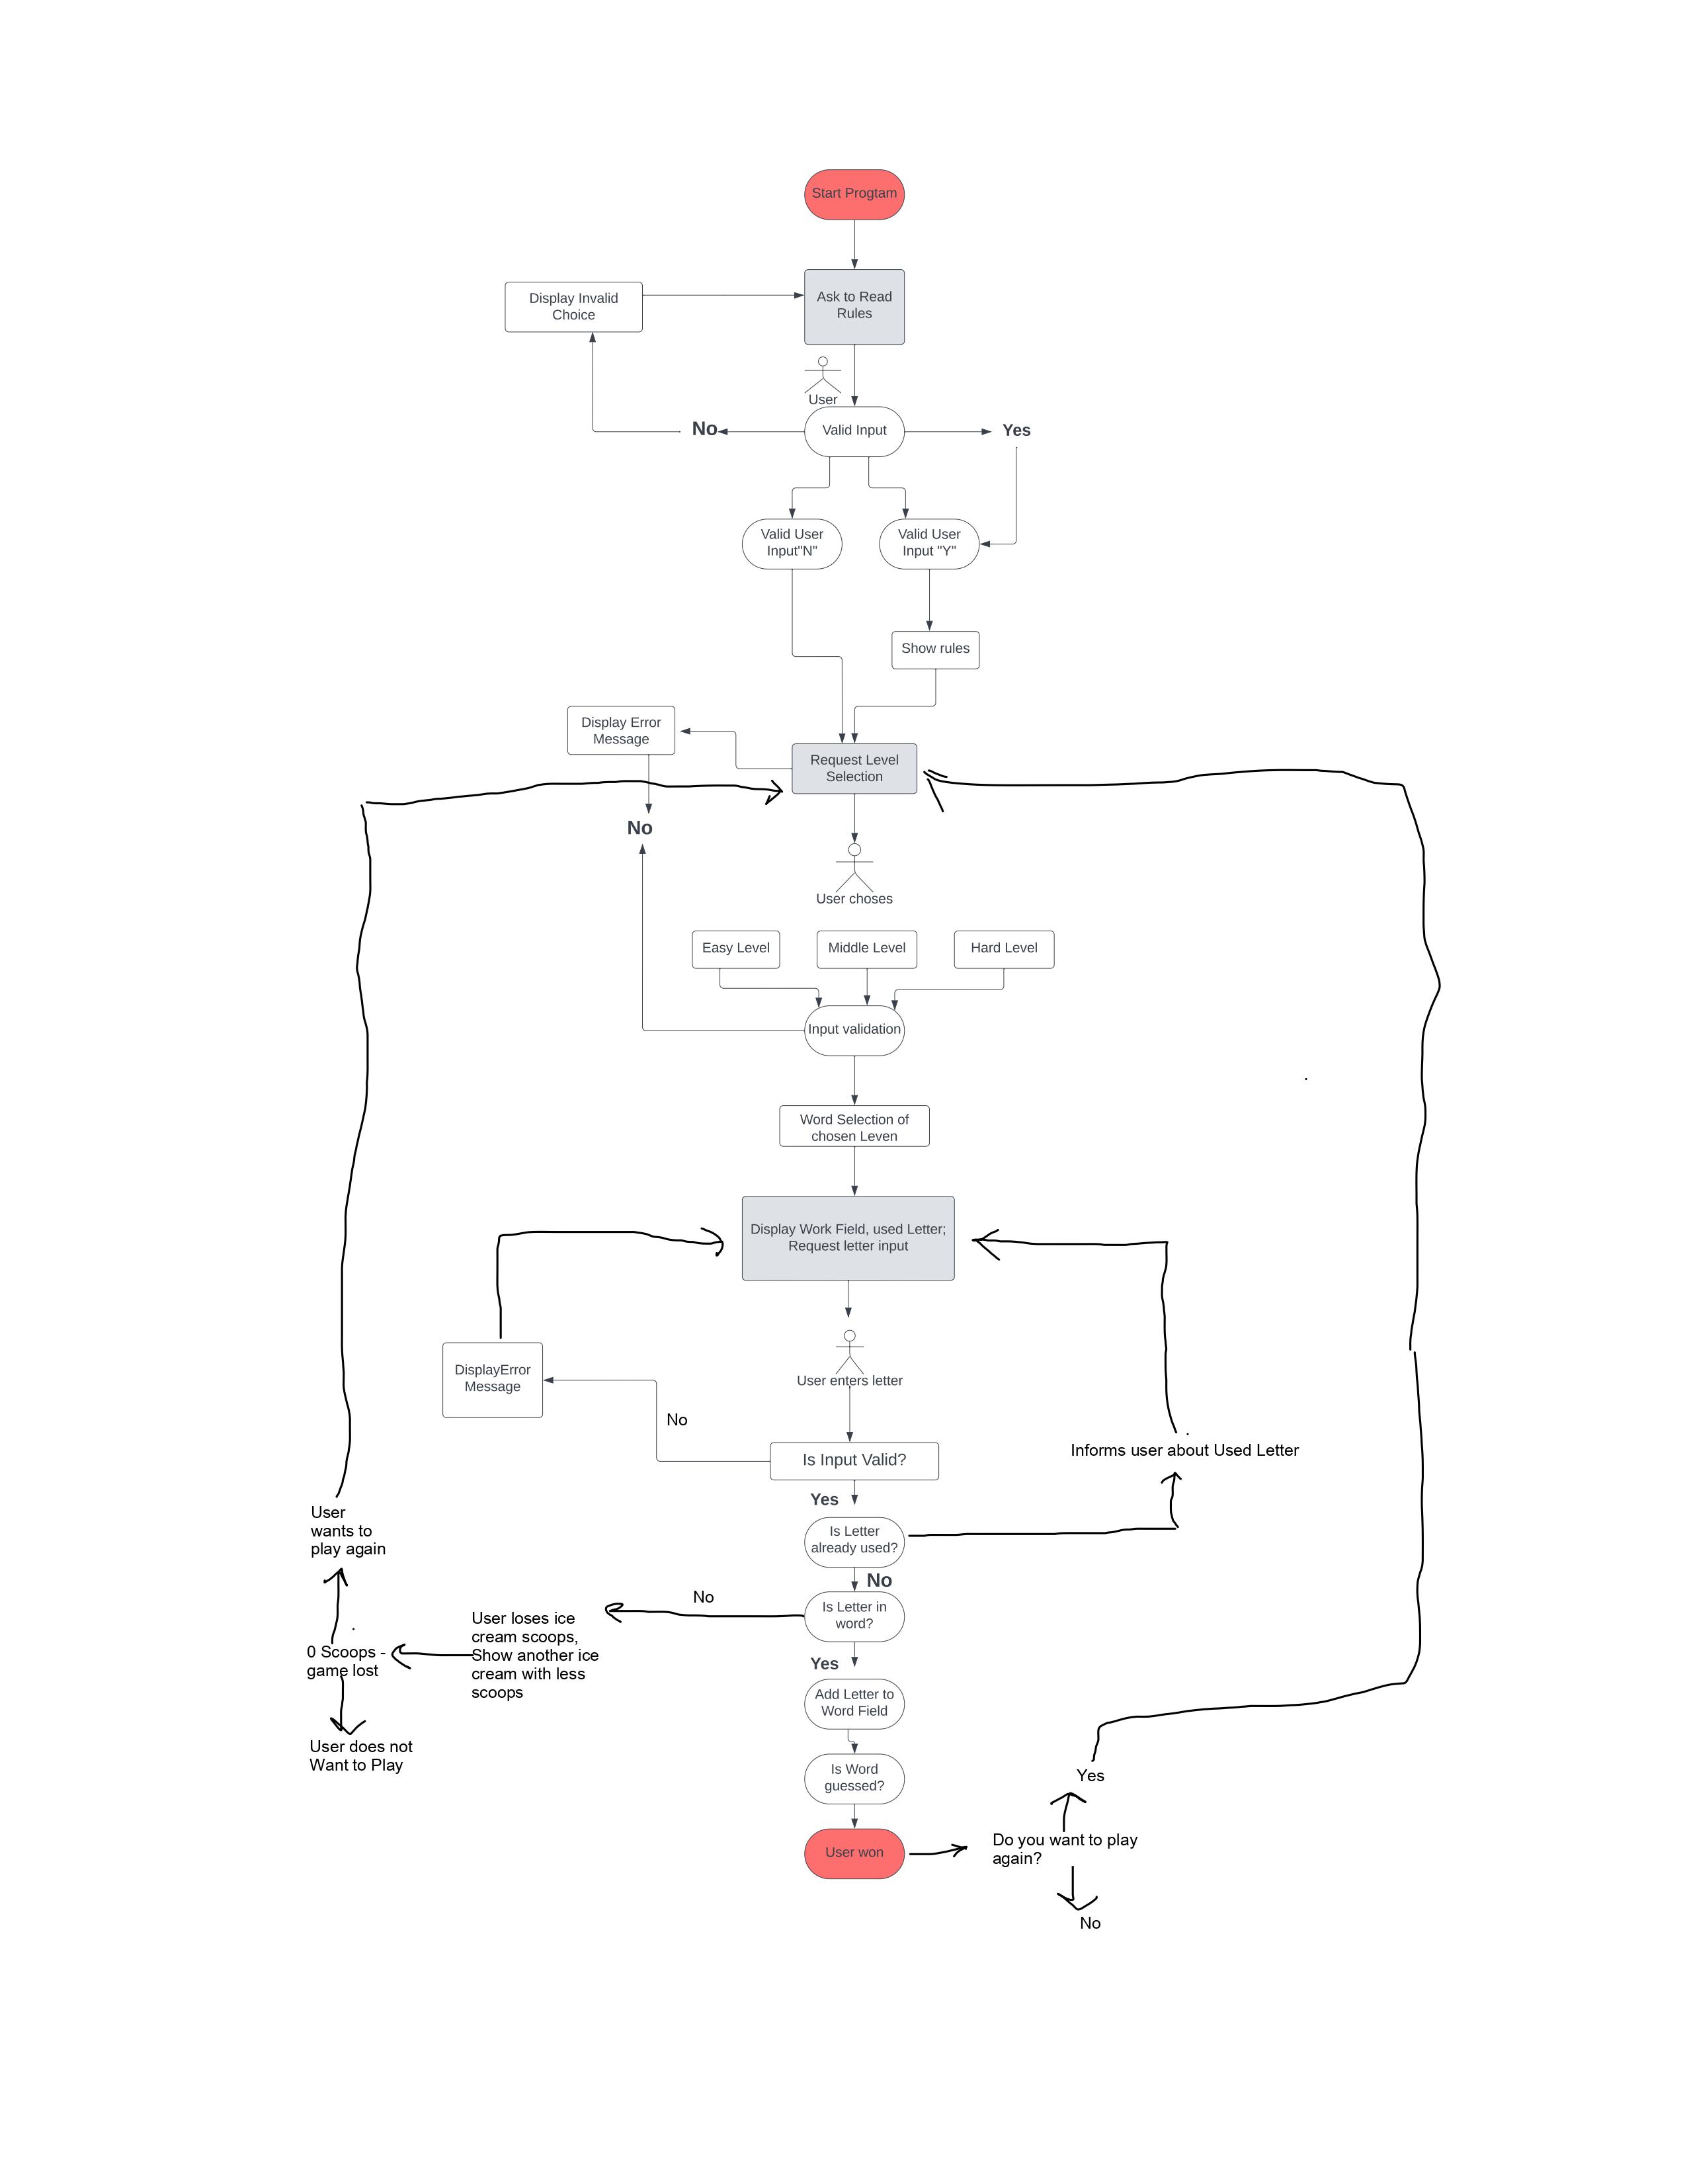 Start Progtam
Display Invalid
Choice
Ask to Read
Rules
User
No
Valid Input
Yes
Valid User
Input"N"
Valid User
Input "Y"
Show rules
Display Error
Message
Request Level
Selection
No
User choses
Easy Level
Middle Level
Hard Level
Input validation
Word Selection of
chosen Leven
Display Work Field, used Letter;
Request letter input
DisplayError
Message
User enters letter
No
Is Input Valid?
Informs user about Used Letter
Yes
User
wants to
play again
Is Letter
already used?
No
No
Is Letter in
word?
User loses ice
cream scoops,
Show another ice
cream with less
scoops
0 Scoops -
game lost
Yes
Add Letter to
Word Field
User does not
Want to Play
Is Word
guessed?
Yes
User won
Do you want to play
again?
No